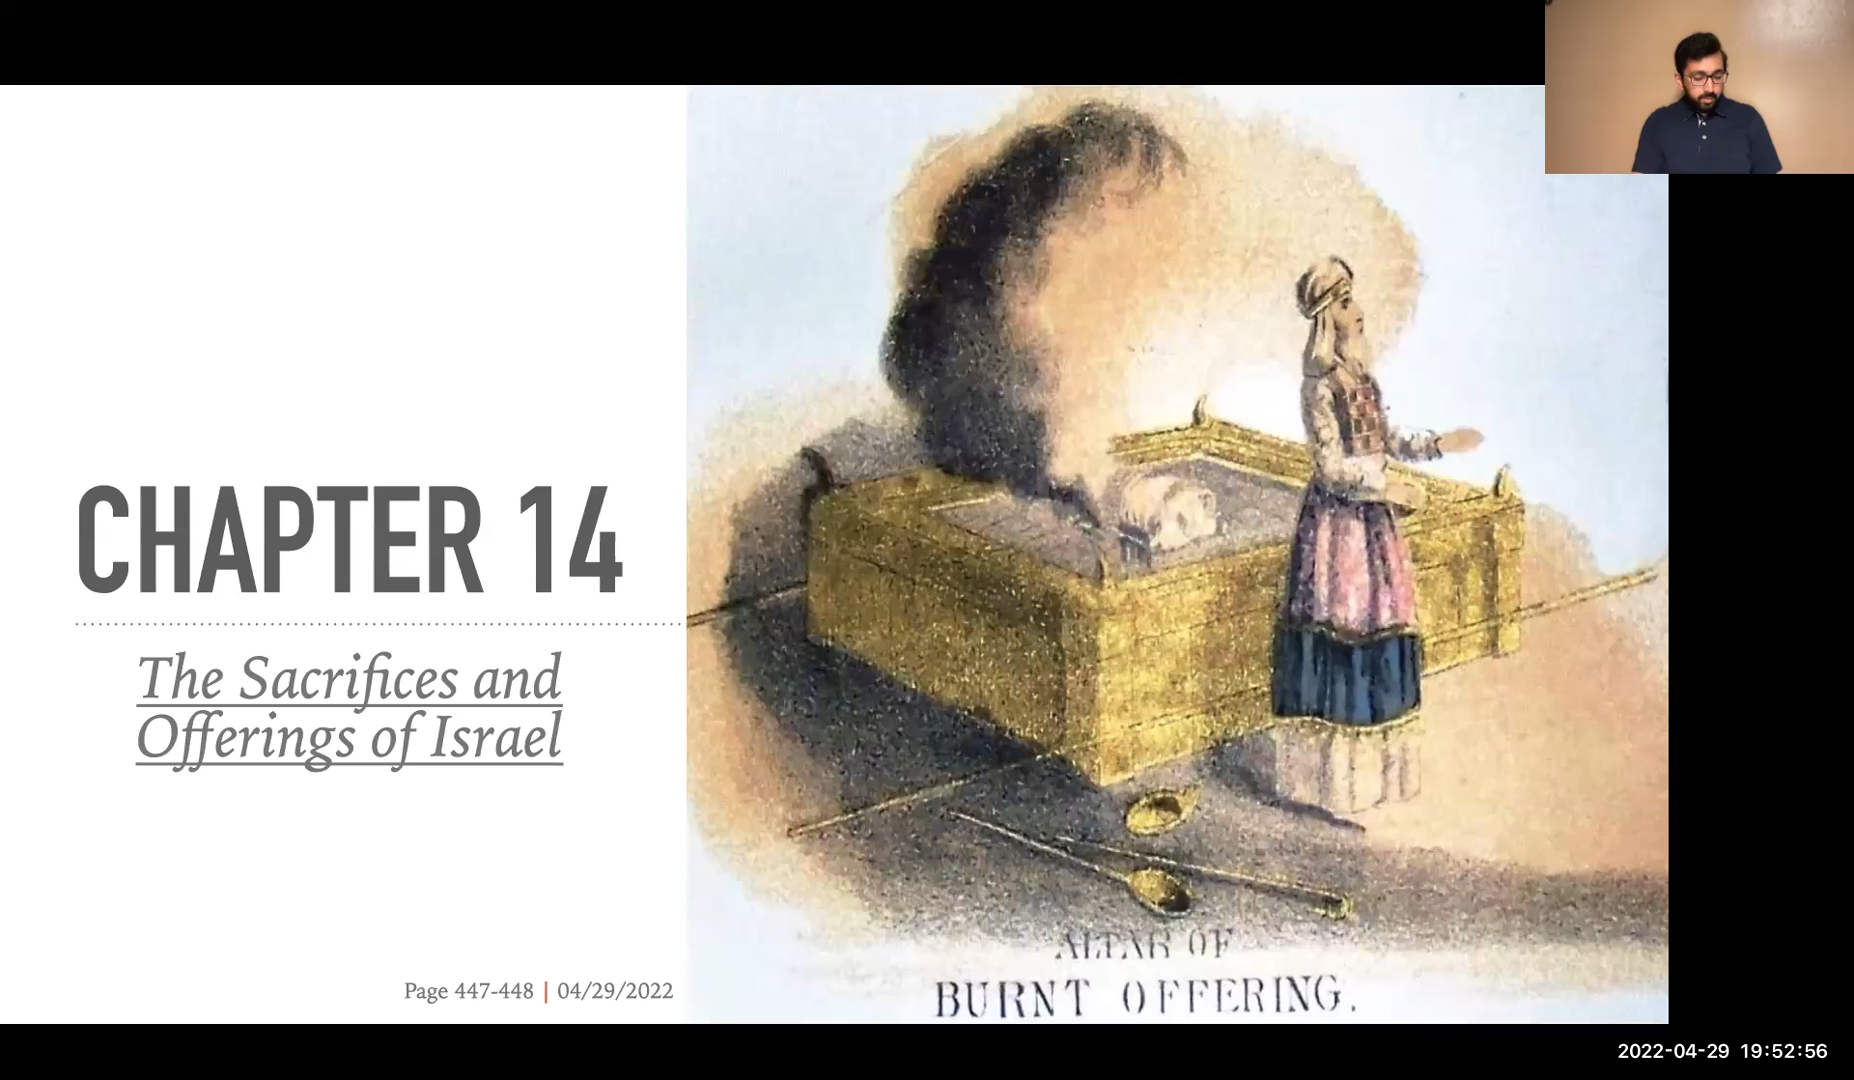 CHAPTER 14
The Sacrifices and
Offerings of Israel
Page 447-448 | 04/29/2022
ALTAR OF
BURNT OFFERING.
2022-04-29 19:52:56